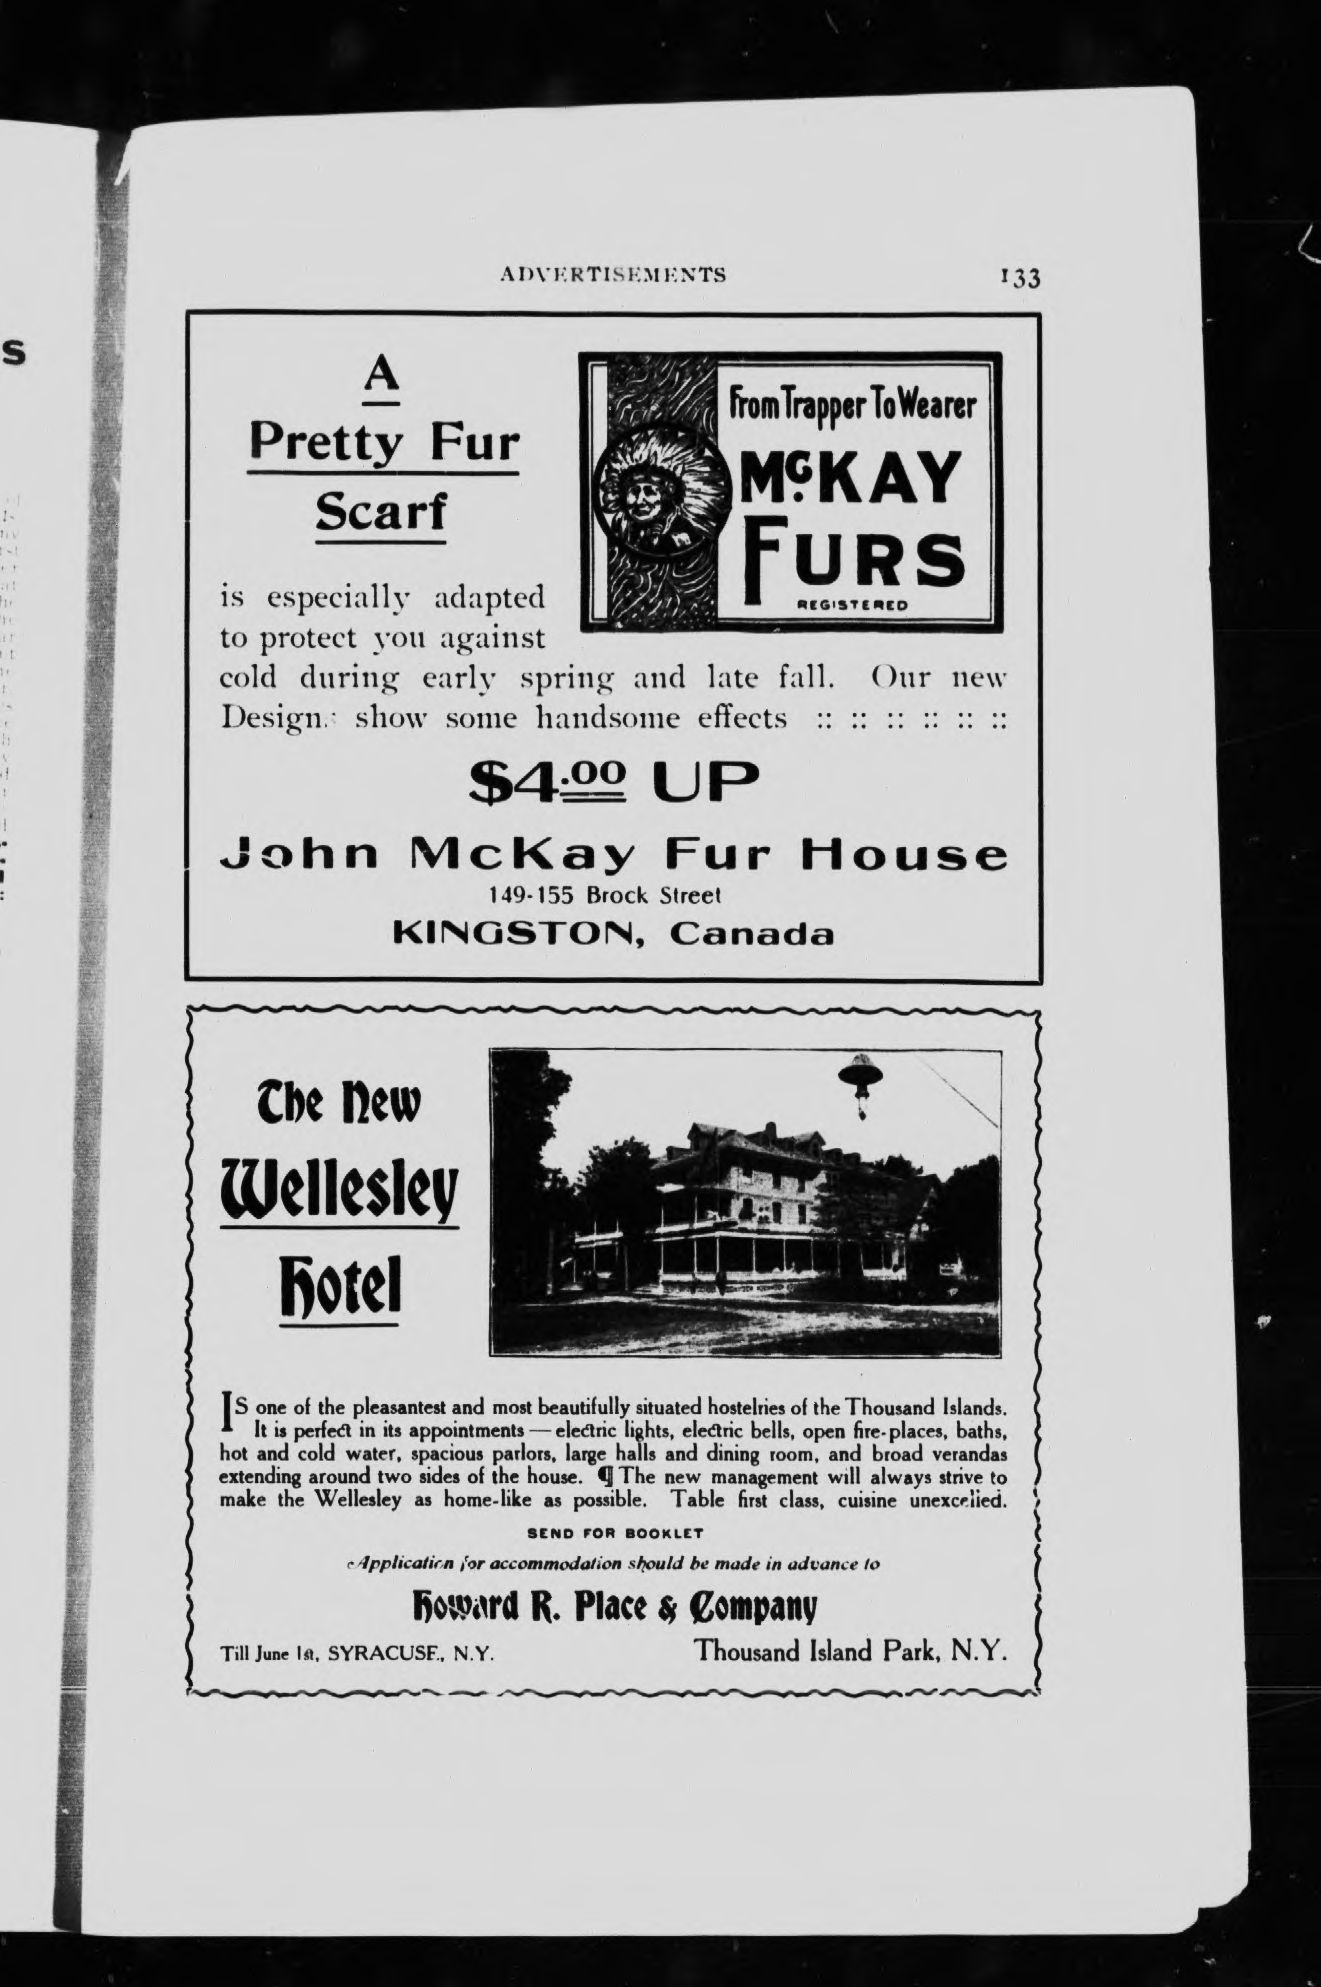 ADVERTISEMENTS 133
A
Pretty Fur
Scarf
From Trapper To Wearer
McKAY
FURS
REGISTERED
is especially adapted
to protect you against
cold during early spring and late fall. Our new
Designs show some handsome effects :: :: :: :: :: ::
$4.00 UP
John McKay Fur House
149-155 Brock Street
KINGSTON, Canada
The New
Wellesley
Hotel
IS one of the pleasantest and most beautifully situated hostelries of the Thousand Islands.
It is perfect in its appointments — electric lights, electric bells, open fire-places, baths,
hot and cold water, spacious parlors, large halls and dining room, and broad verandas
extending around two sides of the house. ¶ The new management will always strive to
make the Wellesley as home-like as possible. Table first class, cuisine unexcelled.
SEND FOR BOOKLET
Application for accommodation should be made in advance to
Howard R. Place & Company
Till June 1st, SYRACUSE, N.Y. Thousand Island Park, N.Y.